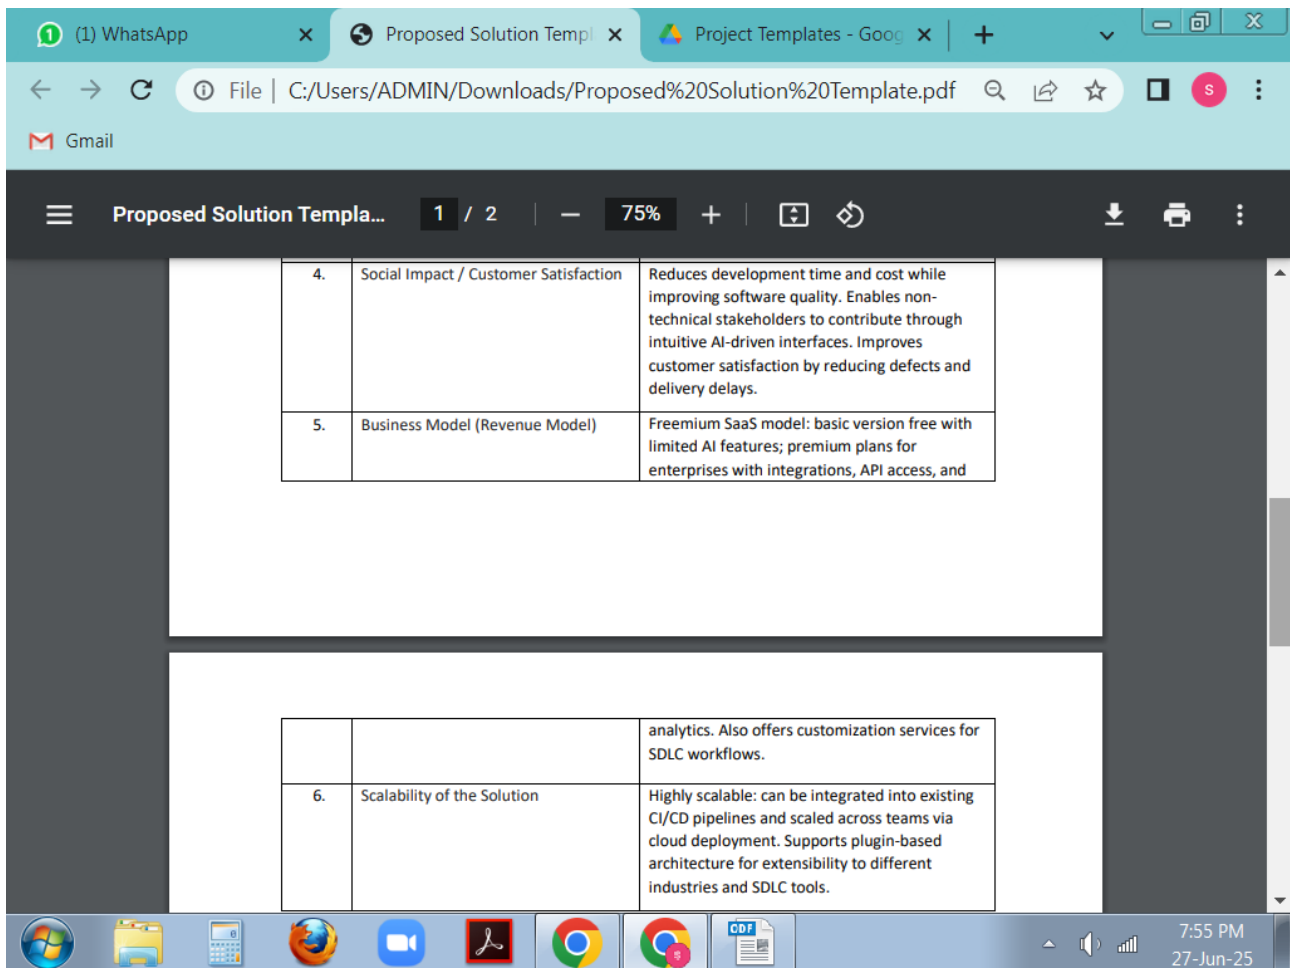 (1) WhatsApp
Proposed Solution Templ
Project Templates - Goog
File
C:/Users/ADMIN/Downloads/Proposed%20Solution%20Template.pdf
S
Gmail
Proposed Solution Templa...
1 / 2
75%
4.
Social Impact / Customer Satisfaction
Reduces development time and cost while
improving software quality. Enables non-
technical stakeholders to contribute through
intuitive AI-driven interfaces. Improves
customer satisfaction by reducing defects and
delivery delays.
5.
Business Model (Revenue Model)
Freemium SaaS model: basic version free with
limited AI features; premium plans for
enterprises with integrations, API access, and
analytics. Also offers customization services for
SDLC workflows.
6.
Scalability of the Solution
Highly scalable: can be integrated into existing
CI/CD pipelines and scaled across teams via
cloud deployment. Supports plugin-based
architecture for extensibility to different
industries and SDLC tools.
ODF
7:55 PM
27-Jun-25